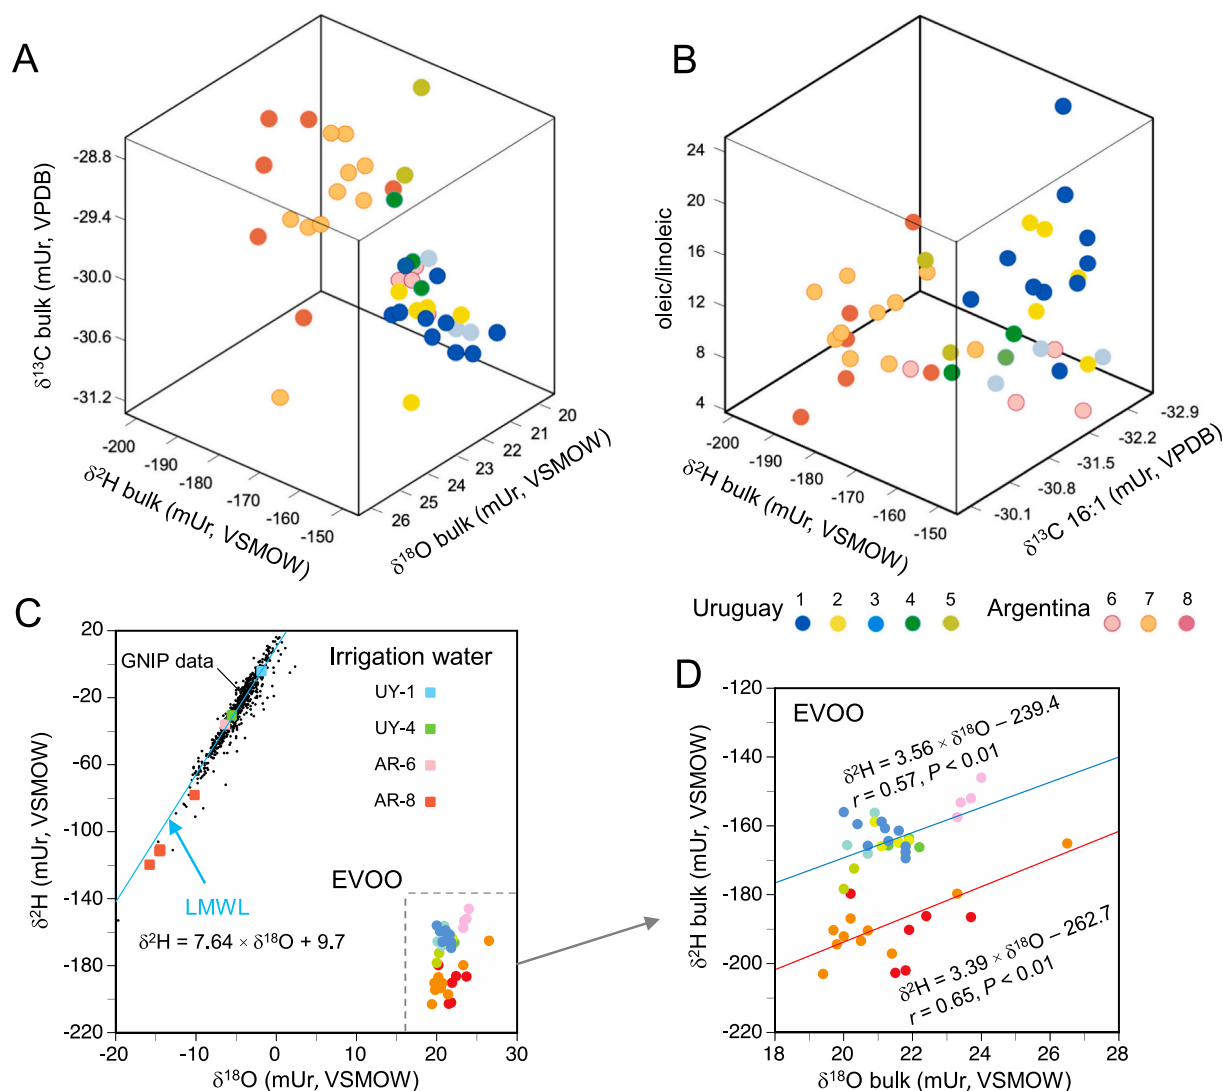 A
δ¹³C bulk (mUr, VPDB)
-28.8
-29.4
-30.0
-30.6
-31.2
-200
-190
-180
-170
-160
-150
δ²H bulk (mUr, VSMOW)
26
25
24
23
22
21
20
δ¹⁸O bulk (mUr, VSMOW)
B
oleic/linoleic
24
20
16
12
8
4
-200
-190
-180
-170
-160
-150
δ²H bulk (mUr, VSMOW)
-30.1
-30.8
-31.5
-32.2
-32.9
δ¹³C 16:1 (mUr, VPDB)
Uruguay 1 2 3 4 5 Argentina 6 7 8
C
20
-20
-60
-100
-140
-180
-220
δ²H (mUr, VSMOW)
GNIP data
Irrigation water
UY-1
UY-4
AR-6
AR-8
LMWL
δ²H = 7.64 × δ¹⁸O + 9.7
EVOO
-20 -10 0 10 20 30
δ¹⁸O (mUr, VSMOW)
D
-120
-140
-160
-180
-200
-220
δ²H bulk (mUr, VSMOW)
EVOO
δ²H = 3.56 × δ¹⁸O – 239.4
r = 0.57, P < 0.01
δ²H = 3.39 × δ¹⁸O – 262.7
r = 0.65, P < 0.01
18 20 22 24 26 28
δ¹⁸O bulk (mUr, VSMOW)